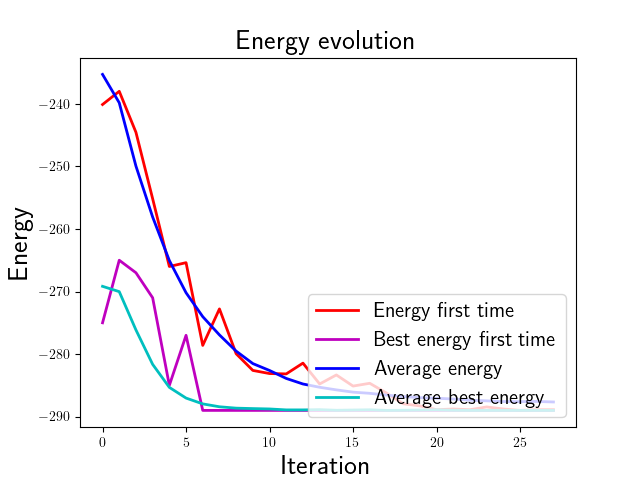 Energy evolution
Energy
−240
−250
−260
−270
−280
−290
Energy first time
Best energy first time
Average energy
Average best energy
0 5 10 15 20 25
Iteration